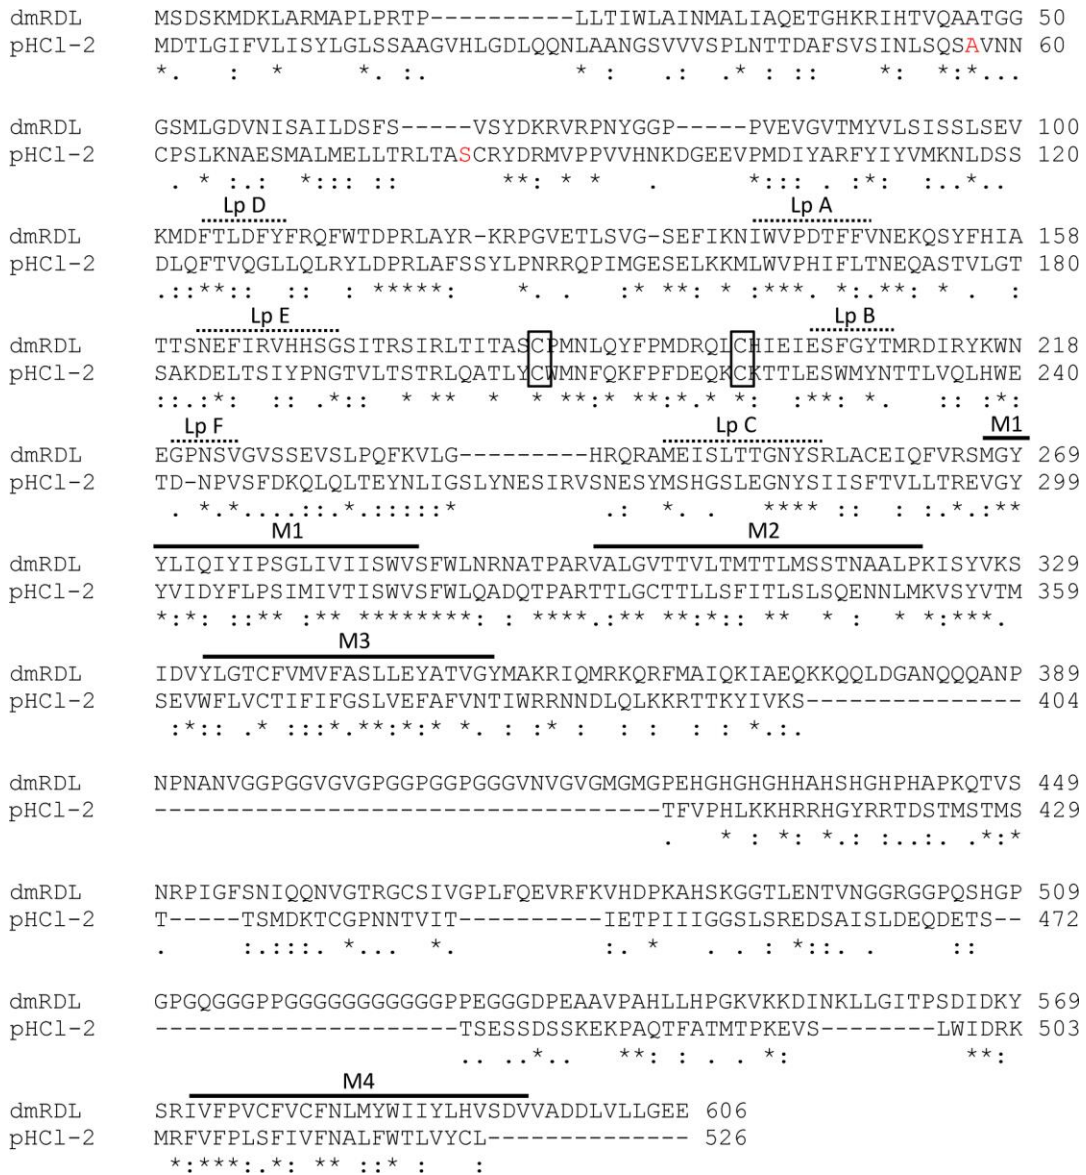 dmRDL MSDSKMDKLARMAPLPRTP----------LLTIWLAINMALIAQETGHKRIHTVQAATGG 50
pHCl-2 MDTLGIFVLISYLGLSSAAGVHLGDLQQNLAANGSVVVSPLNTTDAFSVSINLSQSAVNN 60
*. : * *. :. * : :. * : : : *: *:*...
dmRDL GSMLGDVNISAILDSFS-----VSYDKRVRPNYGGP-----PVEVGVTMYVLSISSLSEV 100
pHCl-2 CPSLKNAESMALMELLTRLTASCRYDRMVPPVVHNKDGEEVPMDIYARFYIYVMKNLDSS 120
. * :.: *::: :: **: * * . *::: . :*: :..*..
Lp D Lp A
dmRDL KMDFTLDFYFRQFWTDPRLAYR-KRPGVETLSVG-SEFIKNIWVPDTFFVNEKQSYFHIA 158
pHCl-2 DLQFTVQGLLQLRYLDPRLAFSSYLPNRRQPIMGESELKKMLWVPHIFLTNEQASTVLGT 180
.::**:: :: : *****: *. . :* **: * :***. *:.**: * . :
Lp E Lp B
dmRDL TTSNEFIRVHHSGSITRSIRLTITASCPMNLQYFPMDRQLCHIEIESFGYTMRDIRYKWN 218
pHCl-2 SAKDELTSIYPNGTVLTSTRLQATLYCWMNFQKFPFDEQKCKTTLESWMYNTTLVQLHWE 240
::.:*: :: .*:: * ** * * **:* **:*.* *: :**: *. :: :*:
Lp F Lp C M1
dmRDL EGPNSVGVSSEVSLPQFKVLG----------HRQRAMEISLTTGNYSRLACEIQFVRSMGY 269
pHCl-2 TD-NPVSFDKQLQLTEYNLIGSLYNESIRVSNESYMSHGSLEGNYSIISFTVLLTREVGY 299
. *.*....::.*.:::::* .: *. . **** :: : :. *.:**
M1 M2
dmRDL YLIQIYIPSGLIVIISWVSFWLNRNATPARVALGVTTVLTMTTLMSSTNAALPKISYVKS 329
pHCl-2 YVIDYFLPSIMIVTISWVSFWLQADQTPARTTLGCTTLLSFITLSLSQENNLMKVSYVTM 359
*:*: ::** :** ********: : ****.:** **:*:: ** * : * *:***.
M3
dmRDL IDVYLGTCFVMVFASLLEYATVGYMAKRIQMRKQRFMAIQKIAEQKKQQLDGANQQQANP 389
pHCl-2 SEVWFLVCTIFIFGSLVEFAFVNTIWRRNNDLQLKKRTTKYIVKS--------------- 404
:*:: .* :::*.**:*:* *. : :* : : : : *.:.
dmRDL NPNANVGGPGGVGVGPGGPGGPGGGVNVGVGMGMGPEHGHGHGHHAHSHGHPHAPKQTVS 449
pHCl-2 -------------------------------TFVPHLKKHRRHGYRRTDSTMSTMS 429
. * : *: *.: :..:. .*:*
dmRDL NRPIGFSNIQQNVGTRGCSIVGPLFQEVRFKVHDPKAHSKGGTLENTVNGGRGGPQSHGP 509
pHCl-2 T-----TSMDKTCGPNNTVIT----------IETPIIIGGSLSREDSAISLDEQDETS-- 472
. :.:::. *... *. :. * . . : *::. . ::
dmRDL GPGQGGGPPGGGGGGGGGGGPPEGGGDPEAAVPAHLLHPGKVKKDINKLLGITPSDIDKY 569
pHCl-2 -------------------TSESSDSSKEKPAQTFATMTPKEVS--------LWIDRK 503
.. ..*.. **: : . *: **:
M4
dmRDL SRIVFPVCFVCFNLMYWIIYLHVSDVVADDLVLLGEE 606
pHCl-2 MRFVFPLSFIVFNALFWTLVYCL-------------- 526
*:***:.*: ** ::* : :